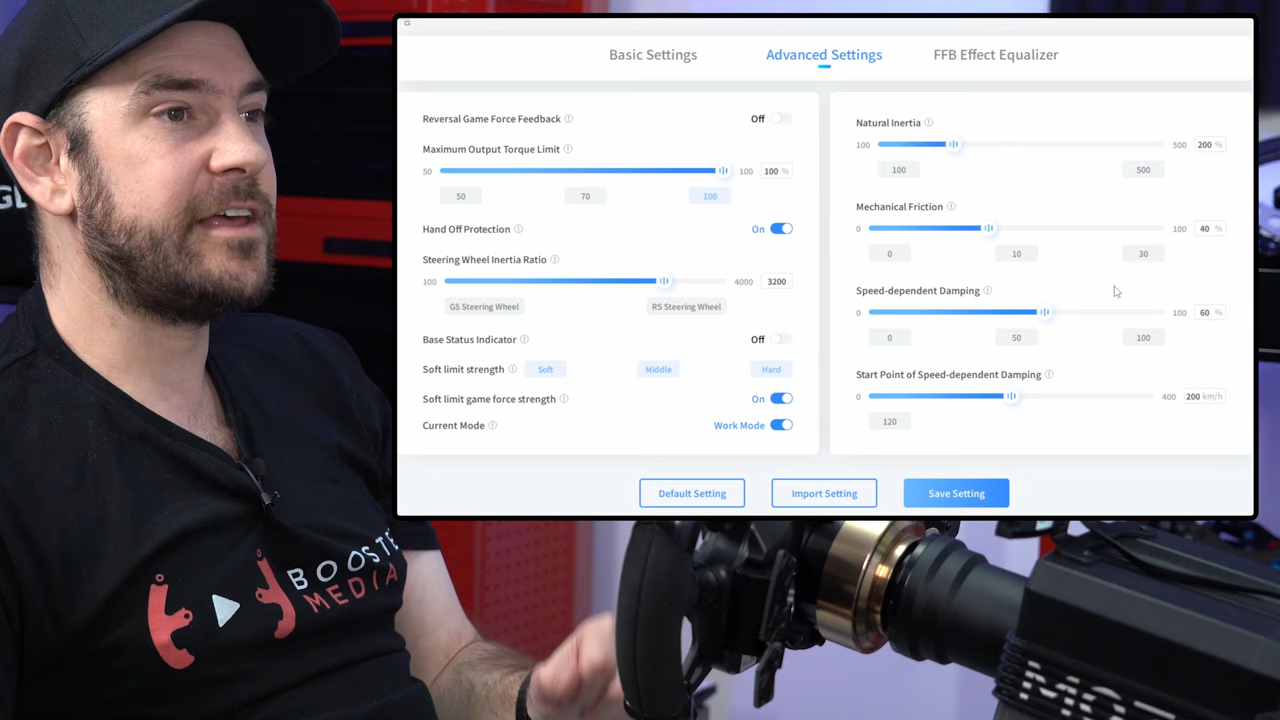 G
Basic Settings
Advanced Settings
FFB Effect Equalizer
Reversal Game Force Feedback
Off
Maximum Output Torque Limit
50
100
100 %
50
70
100
Hand Off Protection
On
Steering Wheel Inertia Ratio
100
4000
3200
GS Steering Wheel
RS Steering Wheel
Base Status Indicator
Off
Soft limit strength
Soft
Middle
Hard
Soft limit game force strength
On
Current Mode
Work Mode
Natural Inertia
100
500
200 %
100
500
Mechanical Friction
0
100
40 %
0
10
30
Speed-dependent Damping
0
100
60 %
0
50
100
Start Point of Speed-dependent Damping
0
400
200 km/h
120
Default Setting
Import Setting
Save Setting
BOOSTE
MEDIA